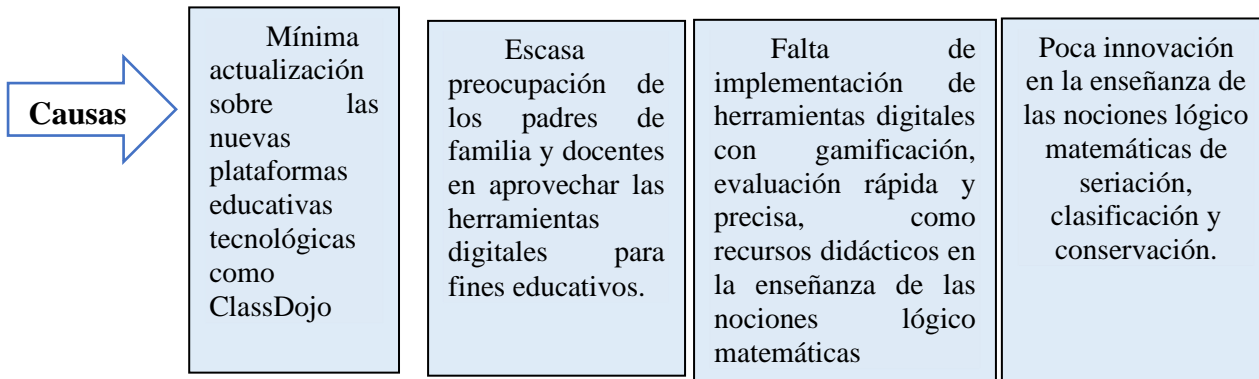 Causas
Mínima
actualización
sobre las
nuevas
plataformas
educativas
tecnológicas
como
ClassDojo
Escasa
preocupación de
los padres de
familia y docentes
en aprovechar las
herramientas
digitales para
fines educativos.
Falta de
implementación de
herramientas digitales
con gamificación,
evaluación rápida y
precisa, como
recursos didácticos en
la enseñanza de las
nociones lógico
matemáticas
Poca innovación
en la enseñanza de
las nociones lógico
matemáticas de
seriación,
clasificación y
conservación.